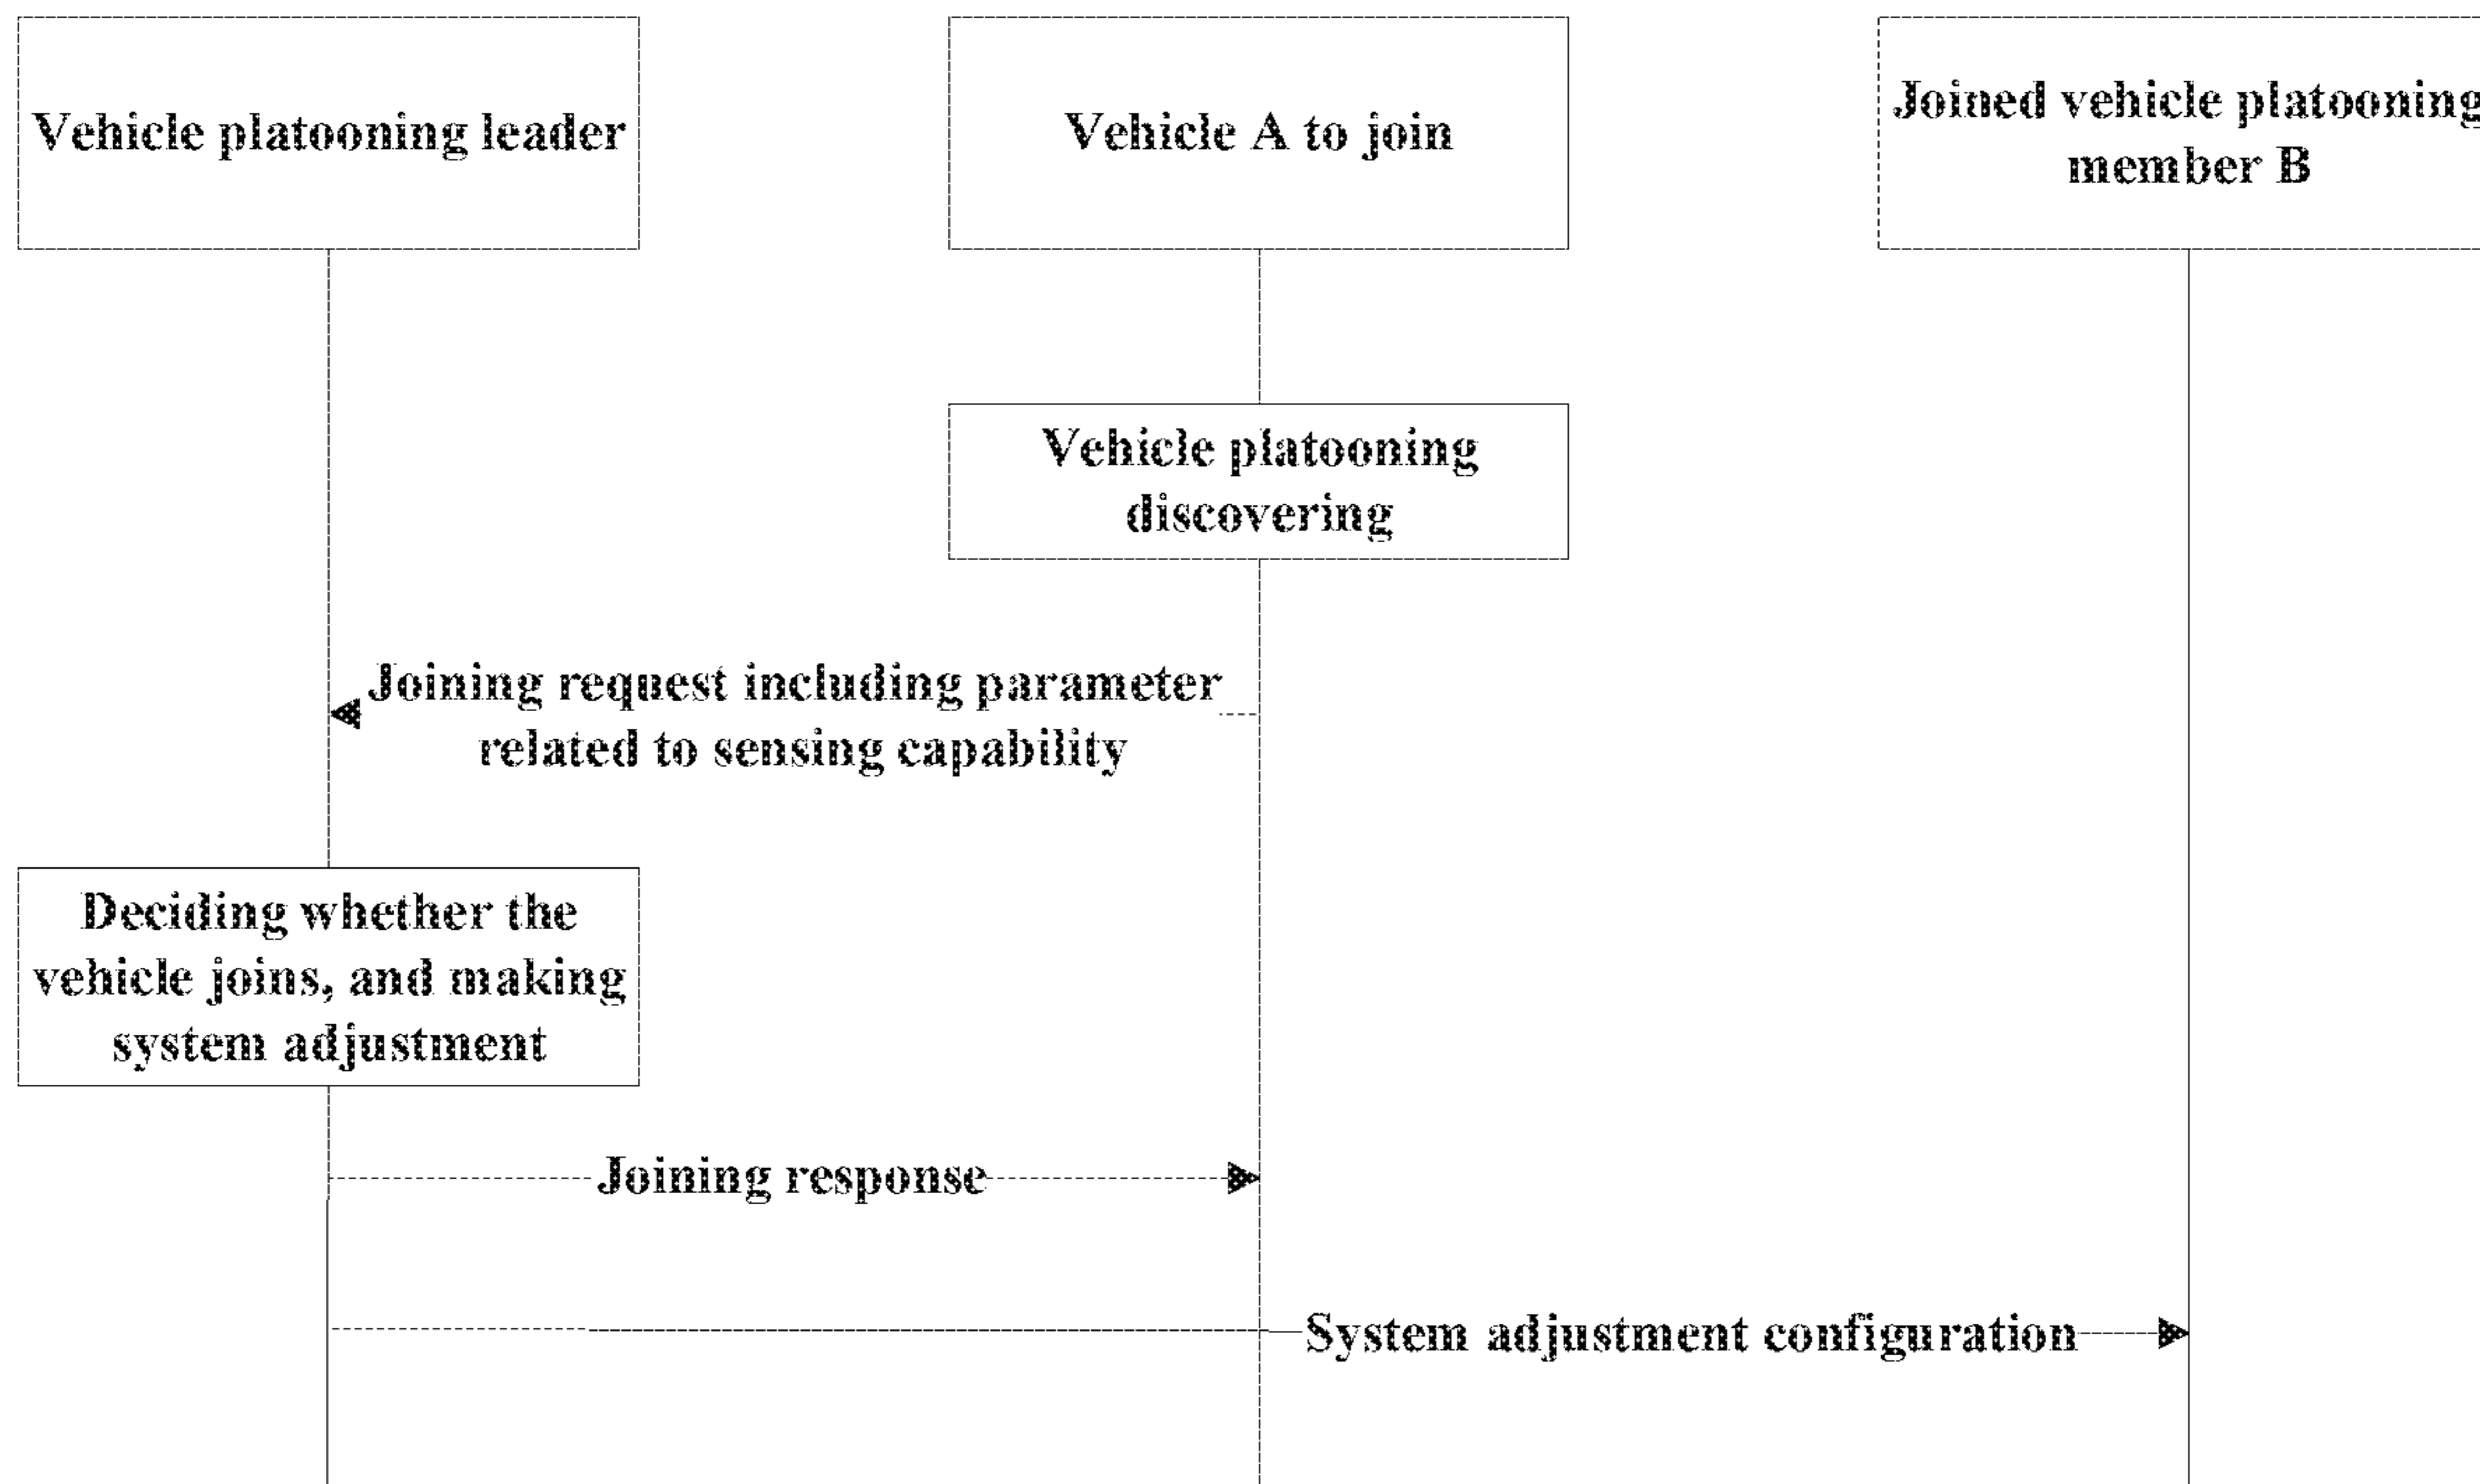 Vehicle platooning leader
Vehicle A to join
Joined vehicle platooning
member B
Vehicle platooning
discovering
Joining request including parameter
related to sensing capability
Deciding whether the
vehicle joins, and making
system adjustment
Joining response
System adjustment configuration